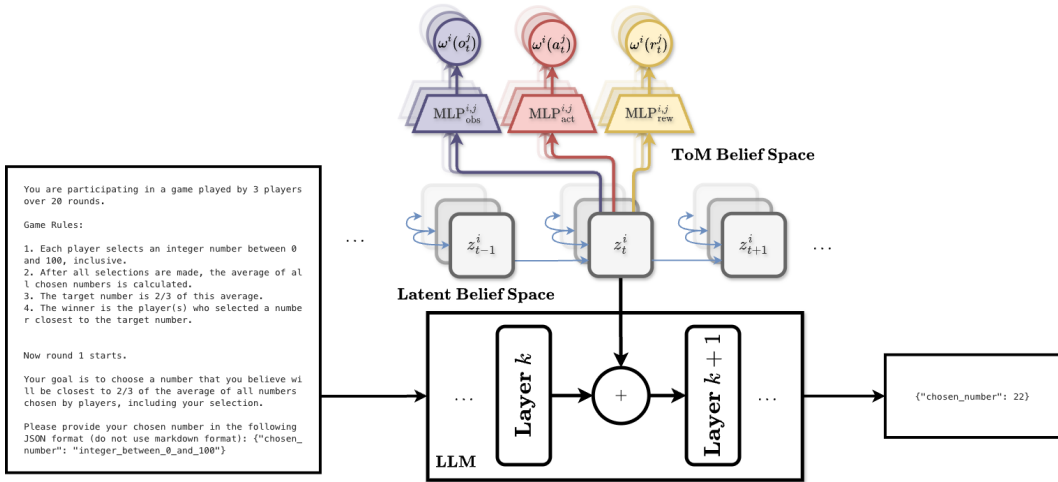 ω^i(o_t^j) ω^i(a_t^j) ω^i(r_t^j)
MLP_obs^{i,j} MLP_act^{i,j} MLP_rew^{i,j}
ToM Belief Space
You are participating in a game played by 3 players
over 20 rounds.
Game Rules:
1. Each player selects an integer number between 0
and 100, inclusive.
2. After all selections are made, the average of al
l chosen numbers is calculated.
3. The target number is 2/3 of this average.
4. The winner is the player(s) who selected a numbe
r closest to the target number.
Now round 1 starts.
Your goal is to choose a number that you believe wi
ll be closest to 2/3 of the average of all numbers
chosen by players, including your selection.
Please provide your chosen number in the following
JSON format (do not use markdown format): {"chosen_
number": "integer_between_0_and_100"}
... z_{t-1}^i z_t^i z_{t+1}^i ...
Latent Belief Space
... Layer k + Layer k + 1 ...
LLM
{"chosen_number": 22}